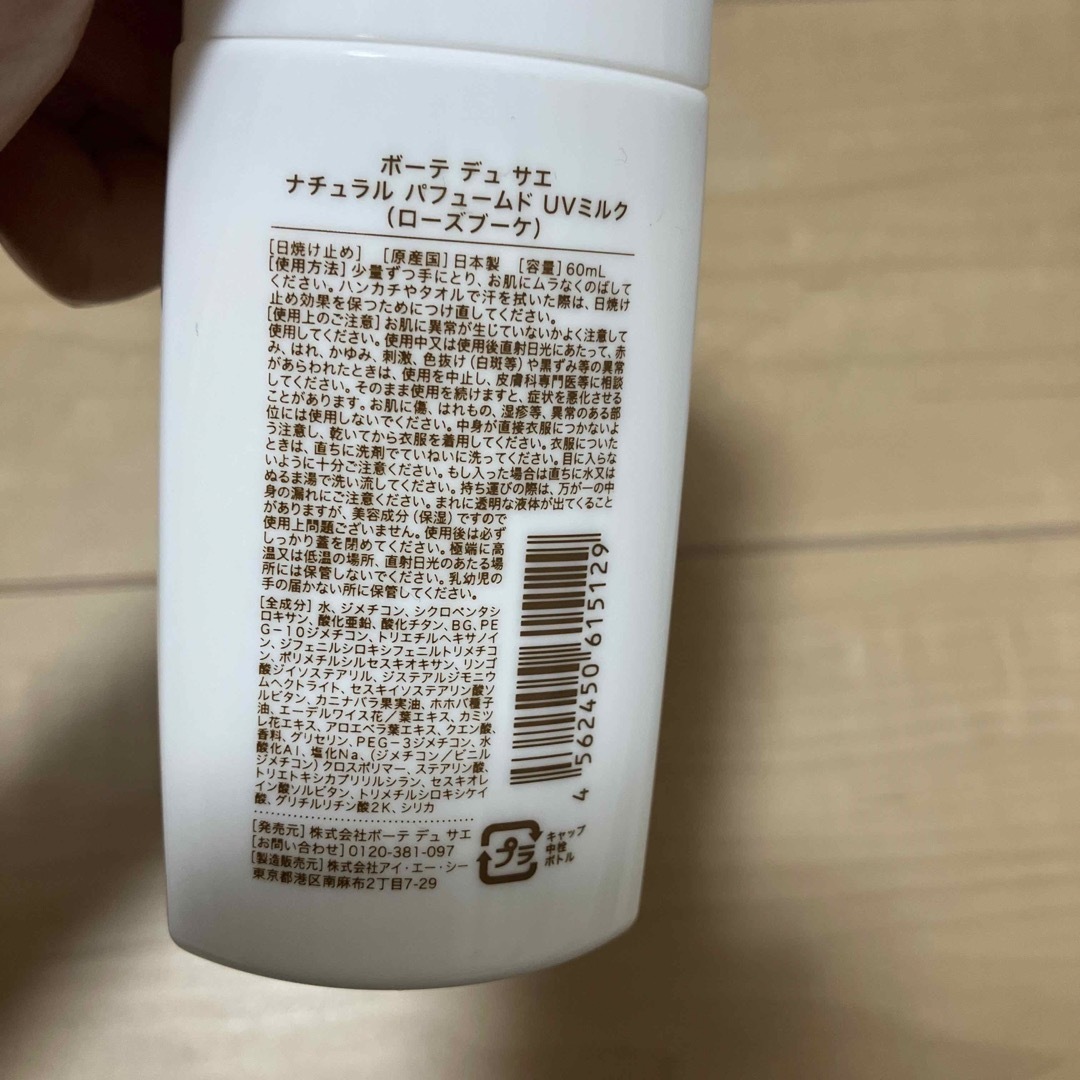 ボーテ デュ サエ
ナチュラル パフュームド UVミルク
(ローズブーケ)
[日焼け止め] [原産国]日本製 [容量]60mL
[使用方法]少量ずつ手にとり、お肌にムラなくのばして
ください。ハンカチやタオルで汗を拭いた際は、日焼け
止め効果を保つためにつけ直してください。
[使用上のご注意]お肌に異常が生じていないかよく注意して
使用してください。使用中又は使用後直射日光にあたって、赤
み、はれ、かゆみ、刺激、色抜け(白斑等)や黒ずみ等の異常
があらわれたときは、使用を中止し、皮膚科専門医等に相談
してください。そのまま使用を続けますと、症状を悪化させる
ことがあります。お肌に傷、はれもの、湿疹等、異常のある部
位には使用しないでください。中身が直接衣服につかないよ
う注意し、乾いてから衣服を着用してください。衣服についた
ときは、直ちに洗剤でていねいに洗ってください。目に入らな
いように十分ご注意ください。もし入った場合は直ちに水又は
ぬるま湯で洗い流してください。持ち運びの際は、万が一の中
身の漏れにご注意ください。まれに透明な液体が出てくること
がありますが、美容成分(保湿)ですので
使用上問題ございません。使用後は必ず
しっかり蓋を閉めてください。極端に高
温又は低温の場所、直射日光のあたる場
所には保管しないでください。乳幼児の
手の届かない所に保管してください。
[全成分]水、ジメチコン、シクロペンタシ
ロキサン、酸化亜鉛、酸化チタン、BG、PE
G-10ジメチコン、トリエチルヘキサノイ
ン、ジフェニルシロキシフェニルトリメチコ
ン、ポリメチルシルセスキオキサン、リンゴ
酸ジイソステアリル、ジステアルジモニウ
ムヘクトライト、セスキイソステアリン酸ソ
ルビタン、カニナバラ果実油、ホホバ種子
油、エーデルワイス花/葉エキス、カミツ
レ花エキス、アロエベラ葉エキス、クエン酸、
香料、グリセリン、PEG-3ジメチコン、水
酸化Al、塩化Na、(ジメチコン/ビニル
ジメチコン)クロスポリマー、ステアリン酸、
トリエトキシカプリリルシラン、セスキオレ
イン酸ソルビタン、トリメチルシロキシケイ
酸、グリチルリチン酸2K、シリカ
[発売元]株式会社ボーテ デュ サエ
[お問い合わせ]0120-381-097
[製造販売元]株式会社アイ・エー・シー
東京都港区南麻布2丁目7-29
4 562450 615129
プラ
キャップ
中栓
ボトル